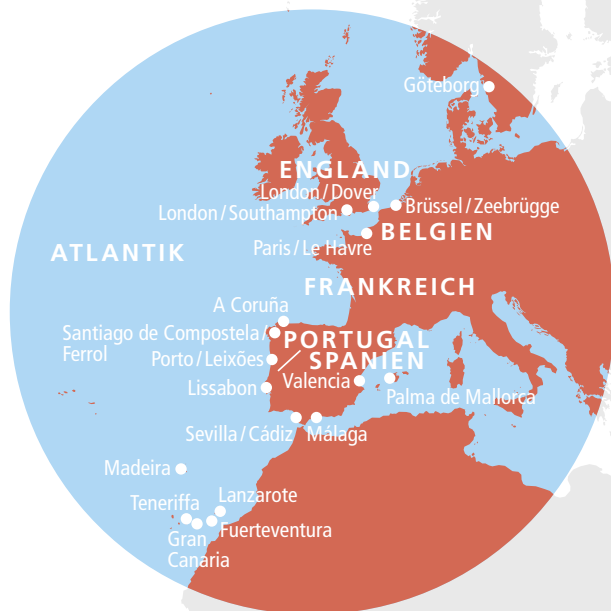 Göteborg
ENGLAND
London/Dover
London/Southampton
Brüssel/Zeebrügge
BELGIEN
Paris/Le Havre
ATLANTIK
FRANKREICH
A Coruña
Santiago de Compostela/
Ferrol
PORTUGAL
Porto/Leixões
SPANIEN
Lissabon
Valencia
Palma de Mallorca
Sevilla/Cádiz
Málaga
Madeira
Teneriffa
Lanzarote
Fuerteventura
Gran
Canaria